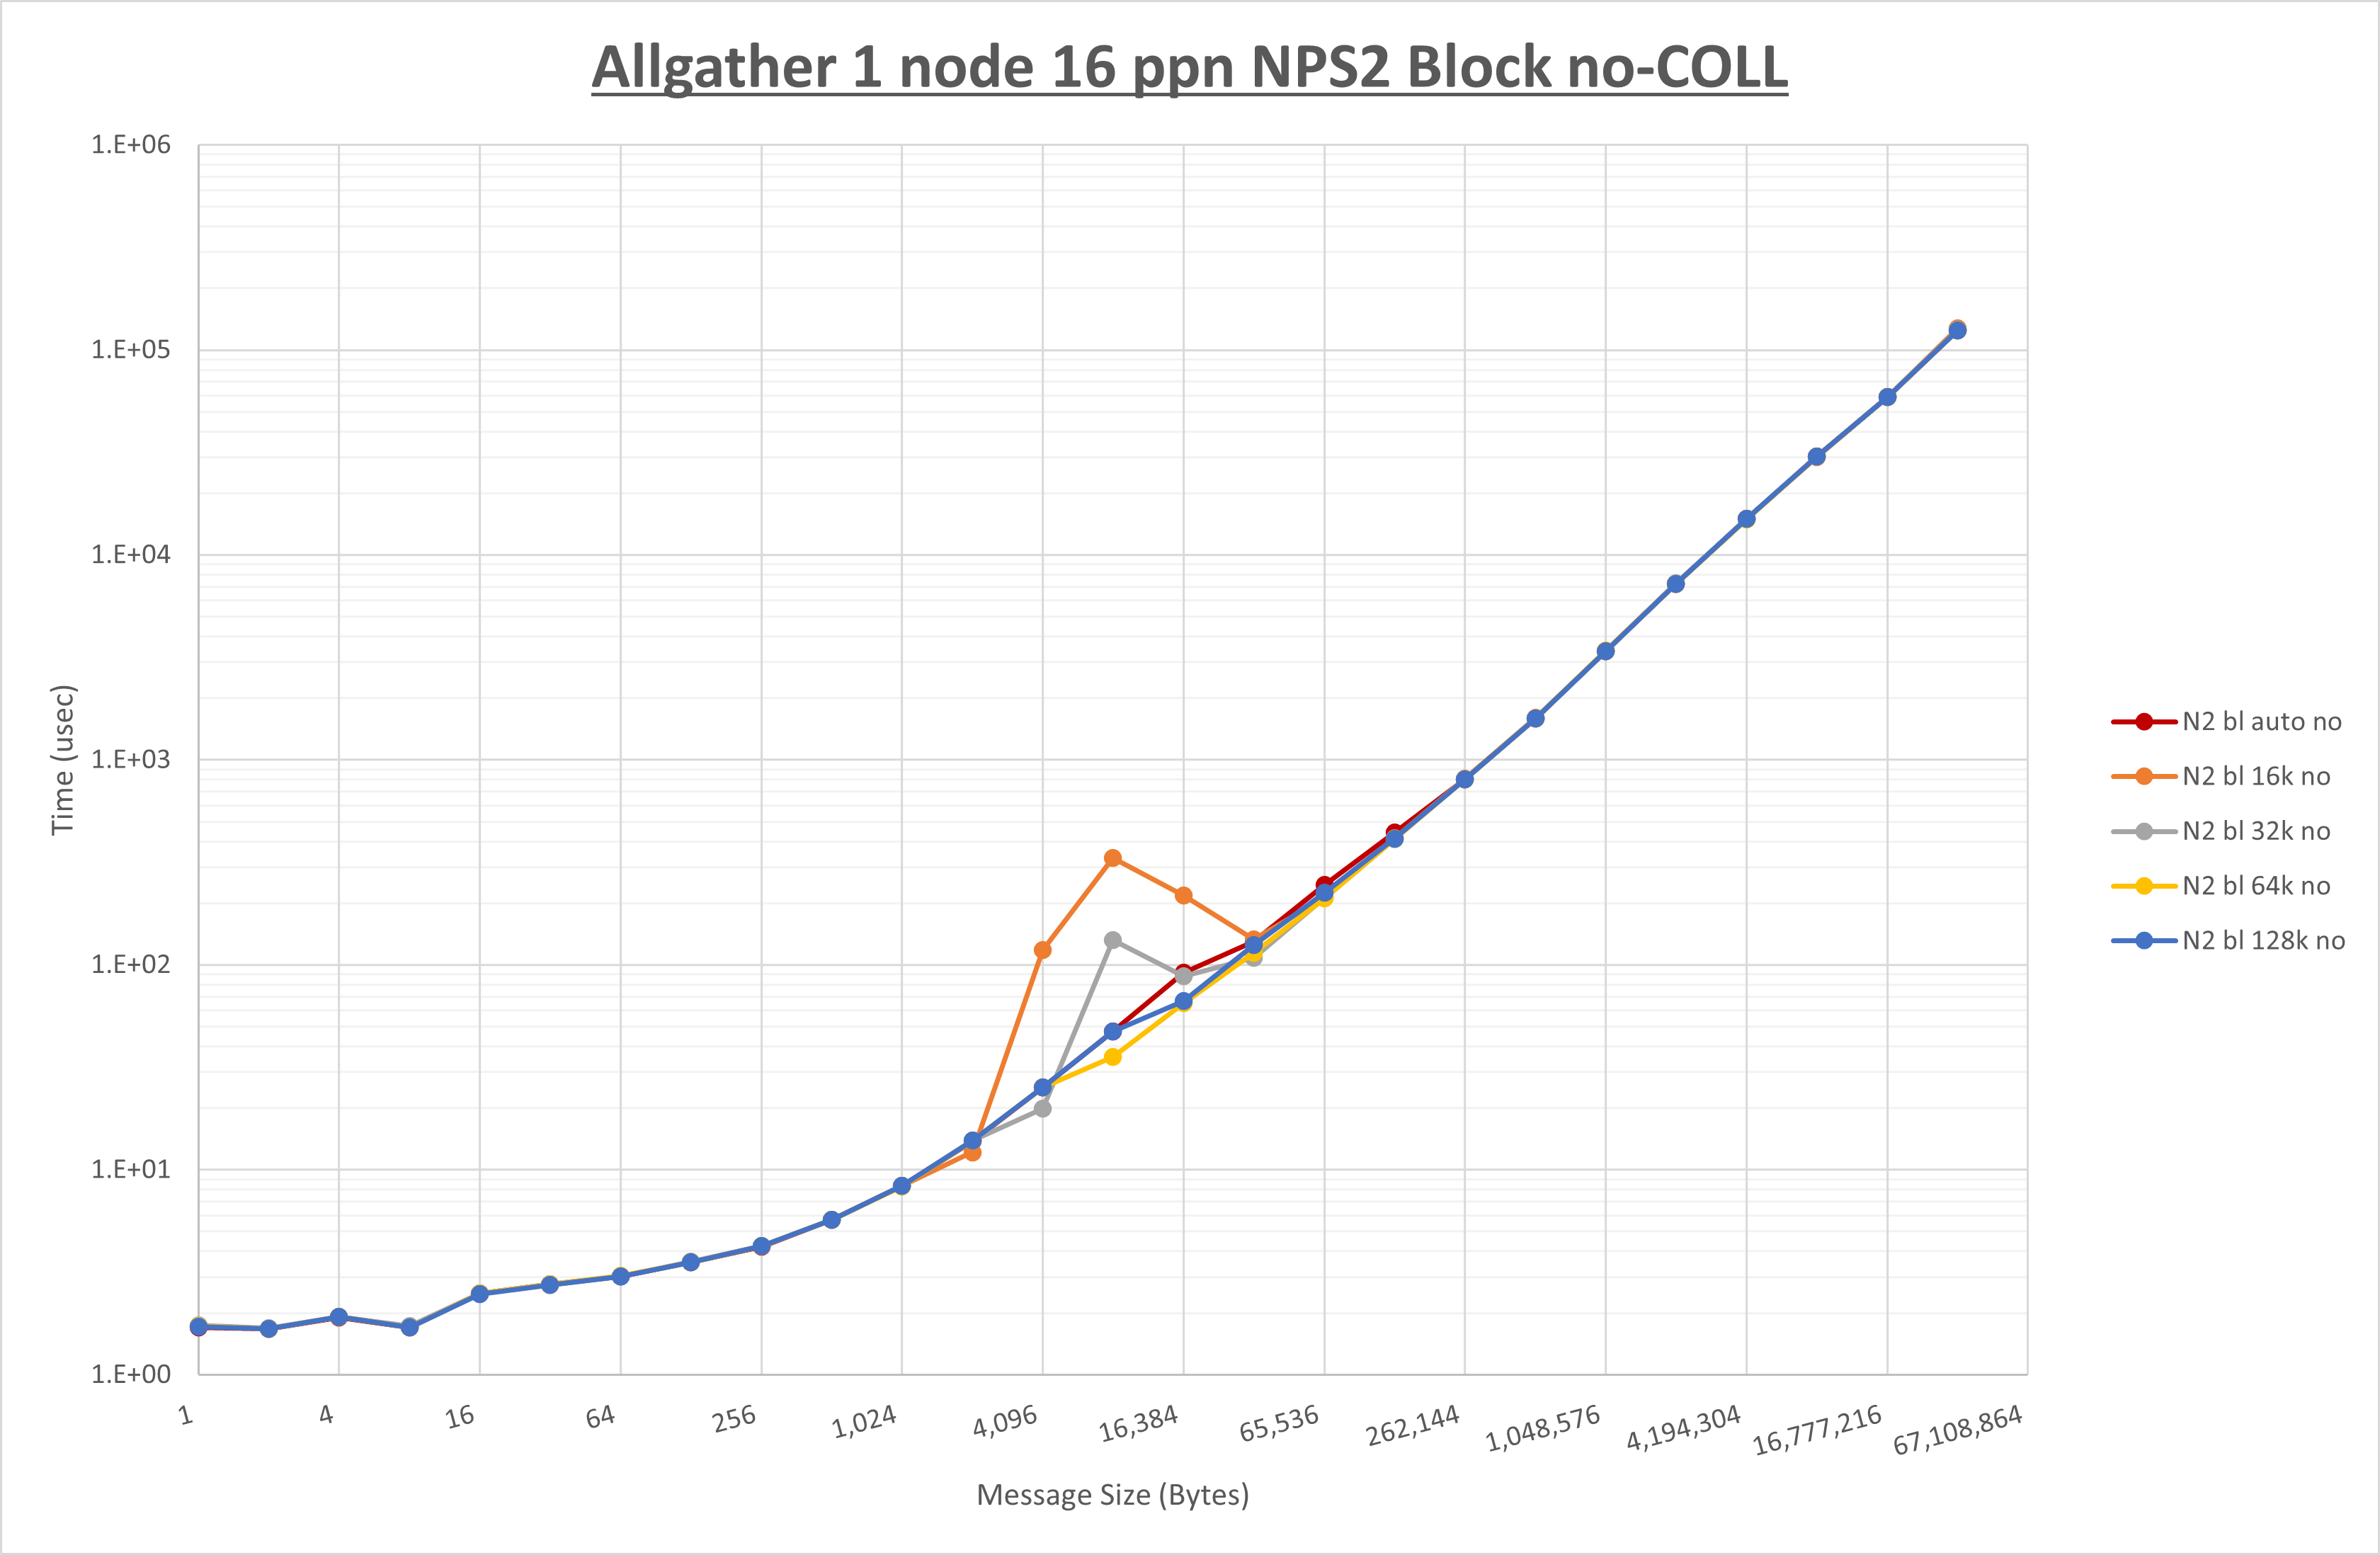 Allgather 1 node 16 ppn NPS2 Block no-COLL
1.E+06
1.E+05
1.E+04
1.E+03
1.E+02
1.E+01
1.E+00
Time (usec)
1
4
16
64
256
1,024
4,096
16,384
65,536
262,144
1,048,576
4,194,304
16,777,216
67,108,864
Message Size (Bytes)
N2 bl auto no
N2 bl 16k no
N2 bl 32k no
N2 bl 64k no
N2 bl 128k no